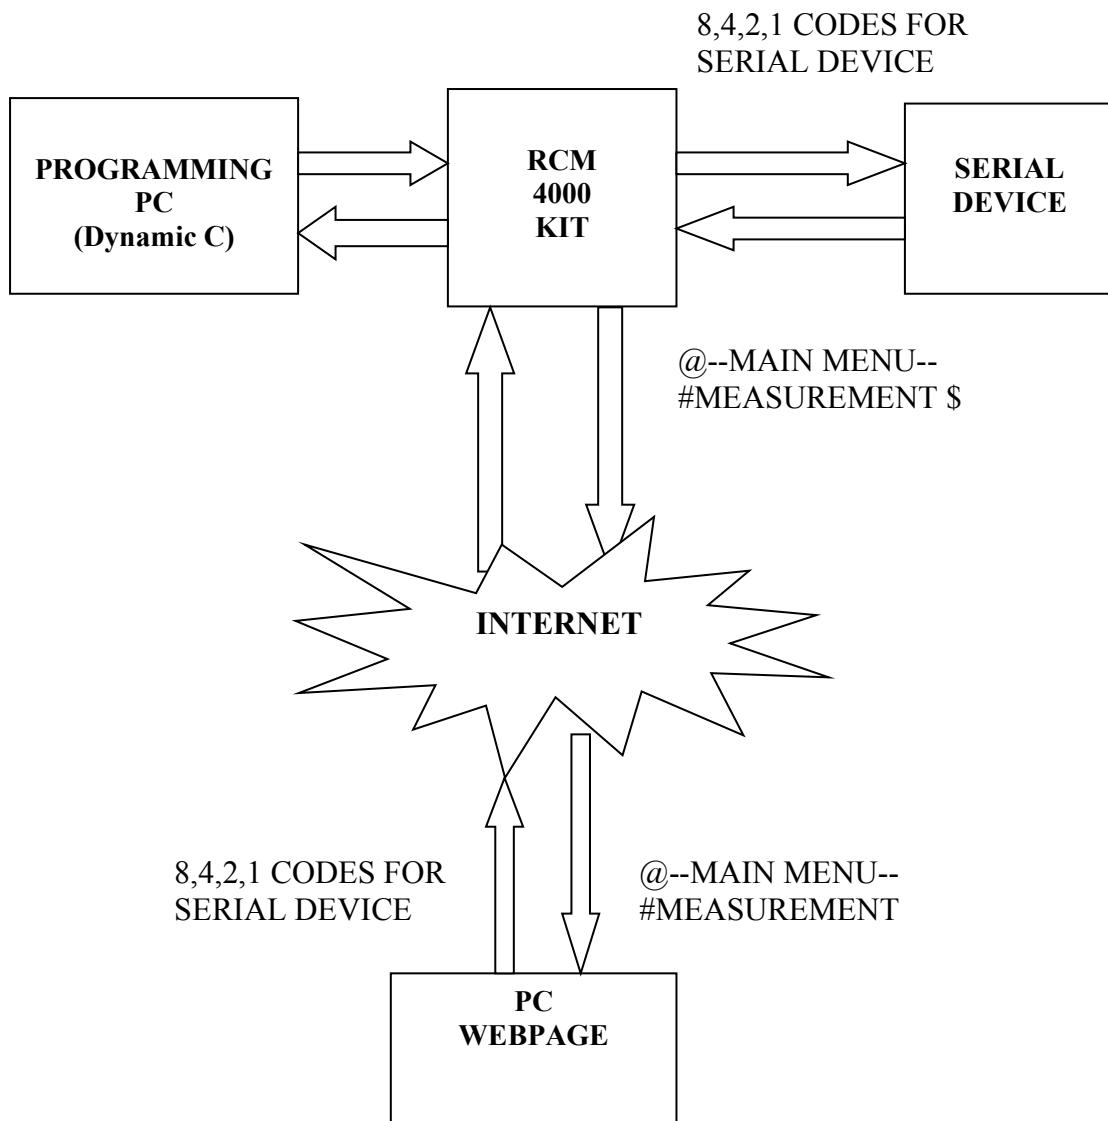 8,4,2,1 CODES FOR
SERIAL DEVICE
PROGRAMMING
PC
(Dynamic C)
RCM
4000
KIT
SERIAL
DEVICE
@--MAIN MENU--
#MEASUREMENT $
INTERNET
8,4,2,1 CODES FOR
SERIAL DEVICE
@--MAIN MENU--
#MEASUREMENT
PC
WEBPAGE